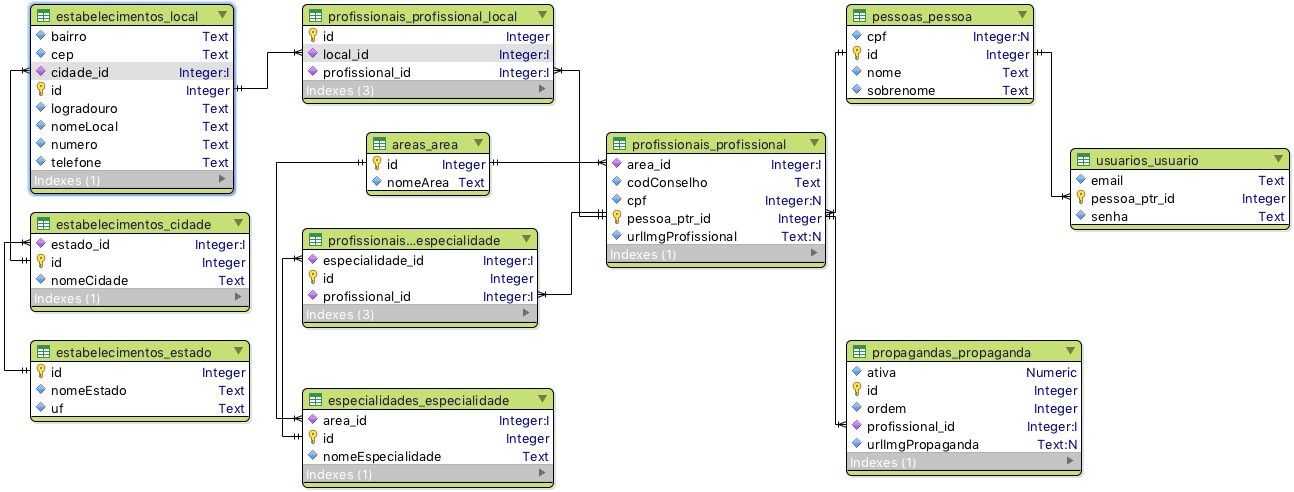 estabelecimentos_local
bairro Text
cep Text
cidade_id Integer:I
id Integer
logradouro Text
nomeLocal Text
numero Text
telefone Text
Indexes (1)
estabelecimentos_cidade
estado_id Integer:I
id Integer
nomeCidade Text
Indexes (1)
estabelecimentos_estado
id Integer
nomeEstado Text
uf Text
profissionais_profissional_local
id Integer
local_id Integer:I
profissional_id Integer:I
Indexes (3)
areas_area
id Integer
nomeArea Text
profissionais...especialidade
especialidade_id Integer:I
id Integer
profissional_id Integer:I
Indexes (3)
especialidades_especialidade
area_id Integer:I
id Integer
nomeEspecialidade Text
Indexes (1)
profissionais_profissional
area_id Integer:I
codConselho Text
cpf Integer:N
pessoa_ptr_id Integer
urlImgProfissional Text:N
Indexes (1)
pessoas_pessoa
cpf Integer:N
id Integer
nome Text
sobrenome Text
usuarios_usuario
email Text
pessoa_ptr_id Integer
senha Text
propagandas_propaganda
ativa Numeric
id Integer
ordem Integer
profissional_id Integer:I
urlImgPropaganda Text:N
Indexes (1)